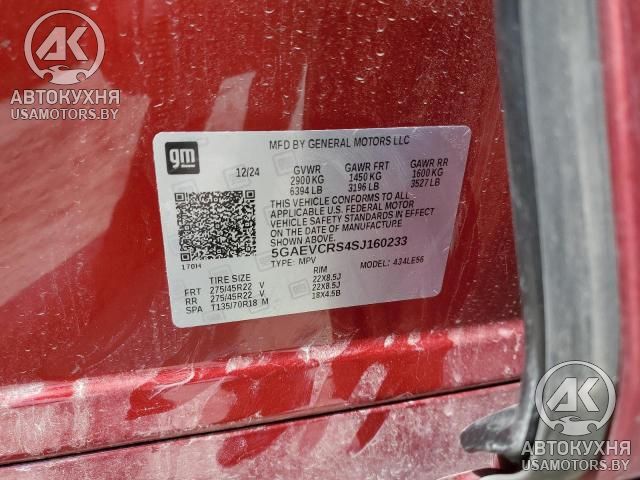 AK
АВТОКУХНЯ
USAMOTORS.BY
gm
MFD BY GENERAL MOTORS LLC
12/24 GVWR GAWR FRT GAWR RR
2900 KG 1450 KG 1600 KG
6394 LB 3196 LB 3527 LB
THIS VEHICLE CONFORMS TO ALL
APPLICABLE U.S. FEDERAL MOTOR
VEHICLE SAFETY STANDARDS IN EFFECT
ON THE DATE OF MANUFACTURE
SHOWN ABOVE.
5GAEVCRS4SJ160233
TYPE: MPV MODEL: 434LE56
170H
TIRE SIZE RIM
FRT 275/45R22 V 22X8.5J
RR 275/45R22 V 22X8.5J
SPA T135/70R18 M 18X4.5B
AK
АВТОКУХНЯ
USAMOTORS.BY